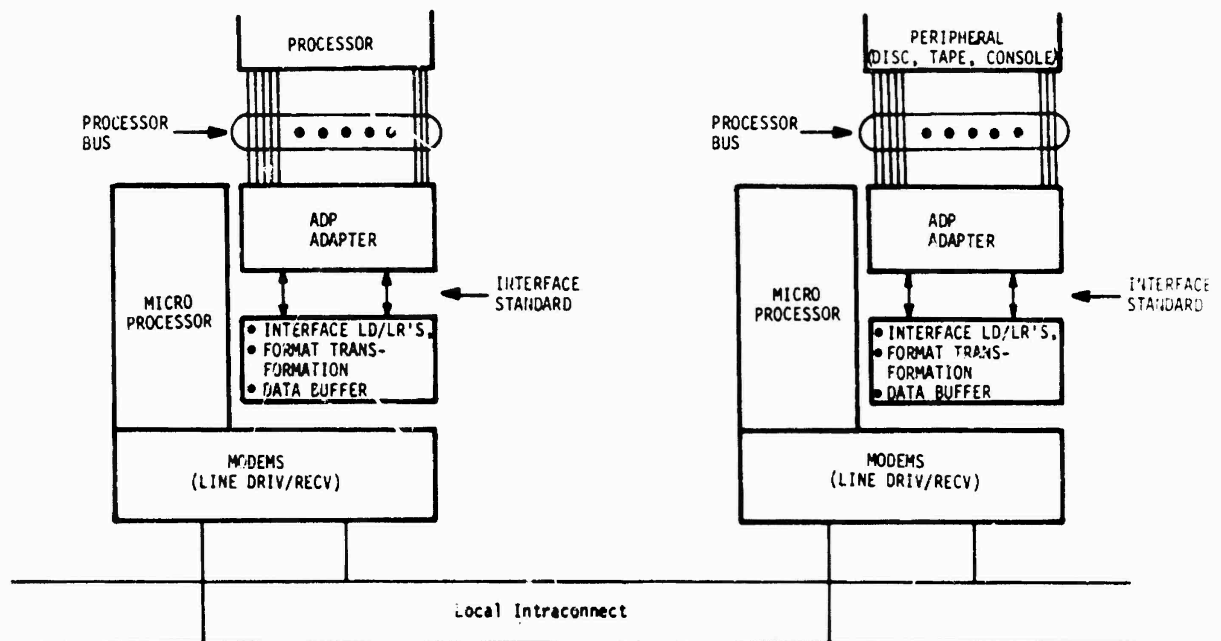 PROCESSOR
PROCESSOR
BUS
ADP
ADAPTER
INTERFACE
STANDARD
MICRO
PROCESSOR
• INTERFACE LD/LR'S,
• FORMAT TRANS-
FORMATION
• DATA BUFFER
MODEMS
(LINE DRIV/RECV)
PERIPHERAL
(DISC, TAPE, CONSOLE)
PROCESSOR
BUS
ADP
ADAPTER
INTERFACE
STANDARD
MICRO
PROCESSOR
• INTERFACE LD/LR'S,
• FORMAT TRANS-
FORMATION
• DATA BUFFER
MODEMS
(LINE DRIV/RECV)
Local Intraconnect